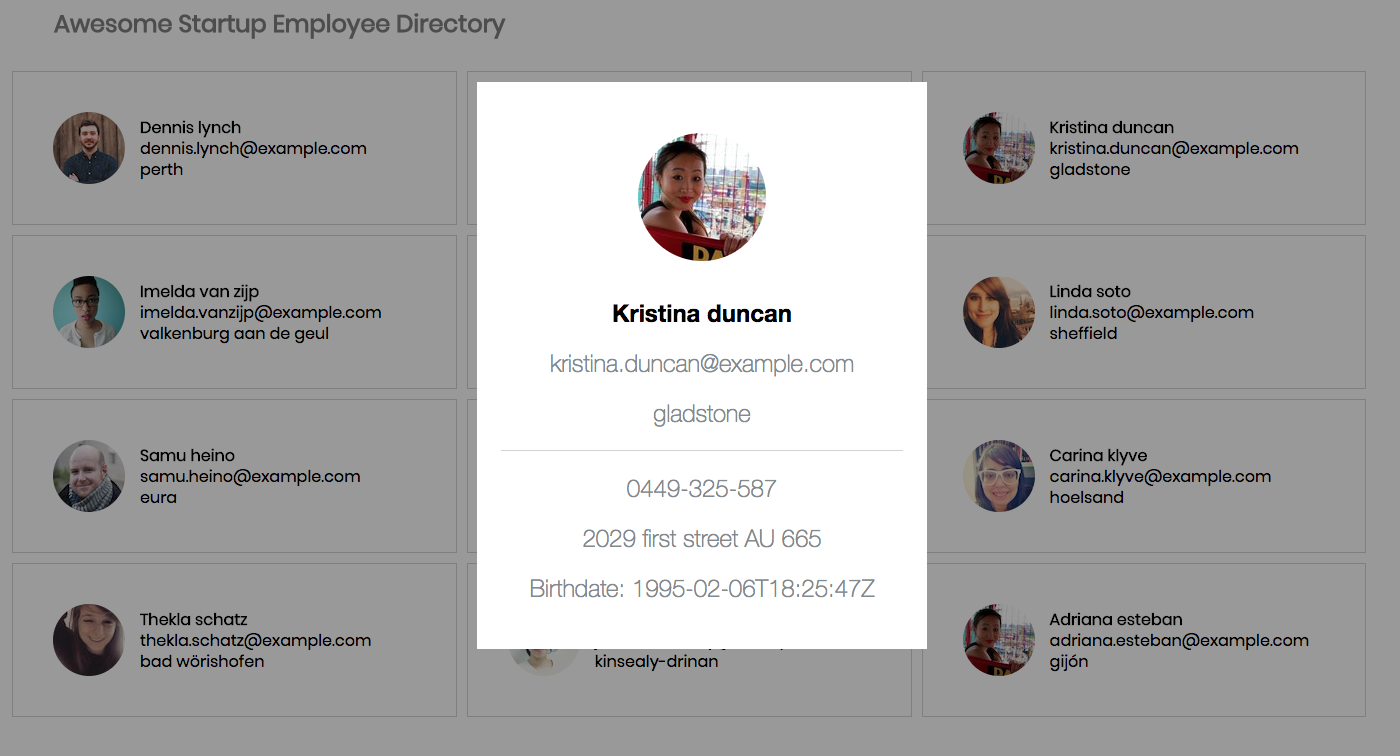 Awesome Startup Employee Directory
Dennis lynch
dennis.lynch@example.com
perth
Kristina duncan
kristina.duncan@example.com
gladstone
Imelda van zijp
imelda.vanzijp@example.com
valkenburg aan de geul
Linda soto
linda.soto@example.com
sheffield
Samu heino
samu.heino@example.com
eura
Carina klyve
carina.klyve@example.com
hoelsand
Thekla schatz
thekla.schatz@example.com
bad wörishofen
kinsealy-drinan
Adriana esteban
adriana.esteban@example.com
gijón
Kristina duncan
kristina.duncan@example.com
gladstone
0449-325-587
2029 first street AU 665
Birthdate: 1995-02-06T18:25:47Z